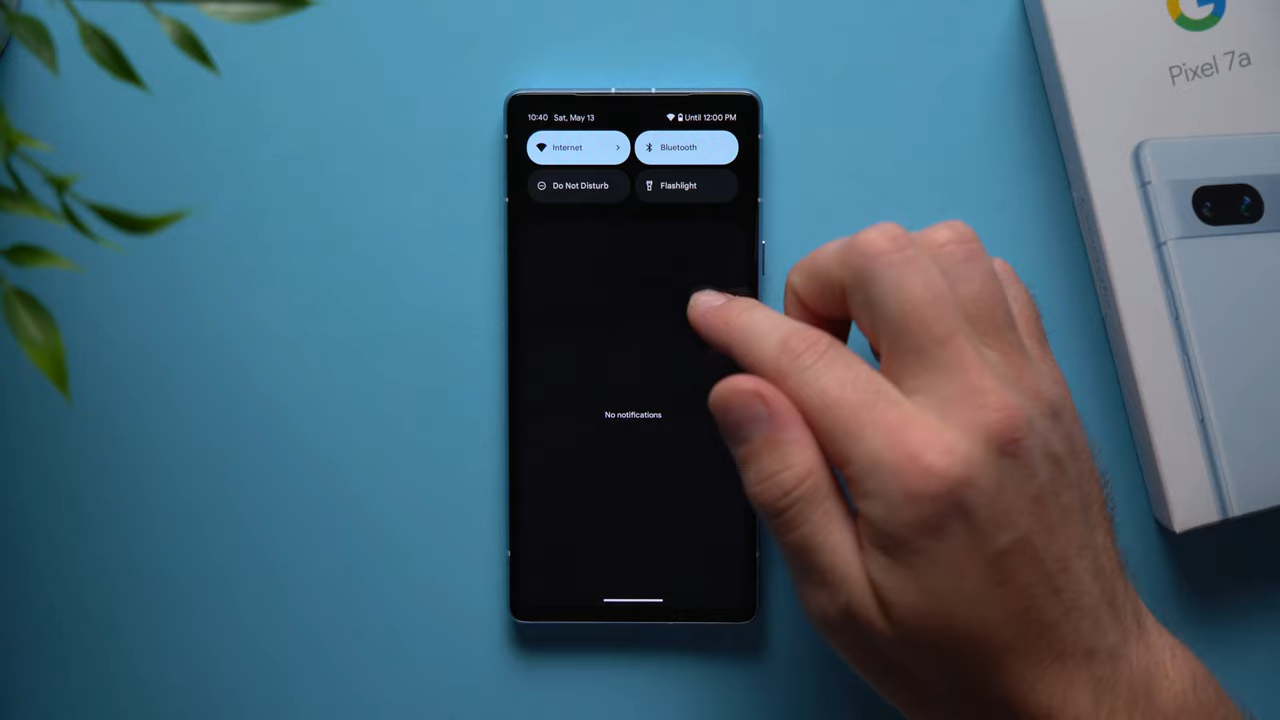 10:40 Sat, May 13 Until 12:00 PM
Internet Bluetooth
Do Not Disturb Flashlight
No notifications
G
Pixel 7a